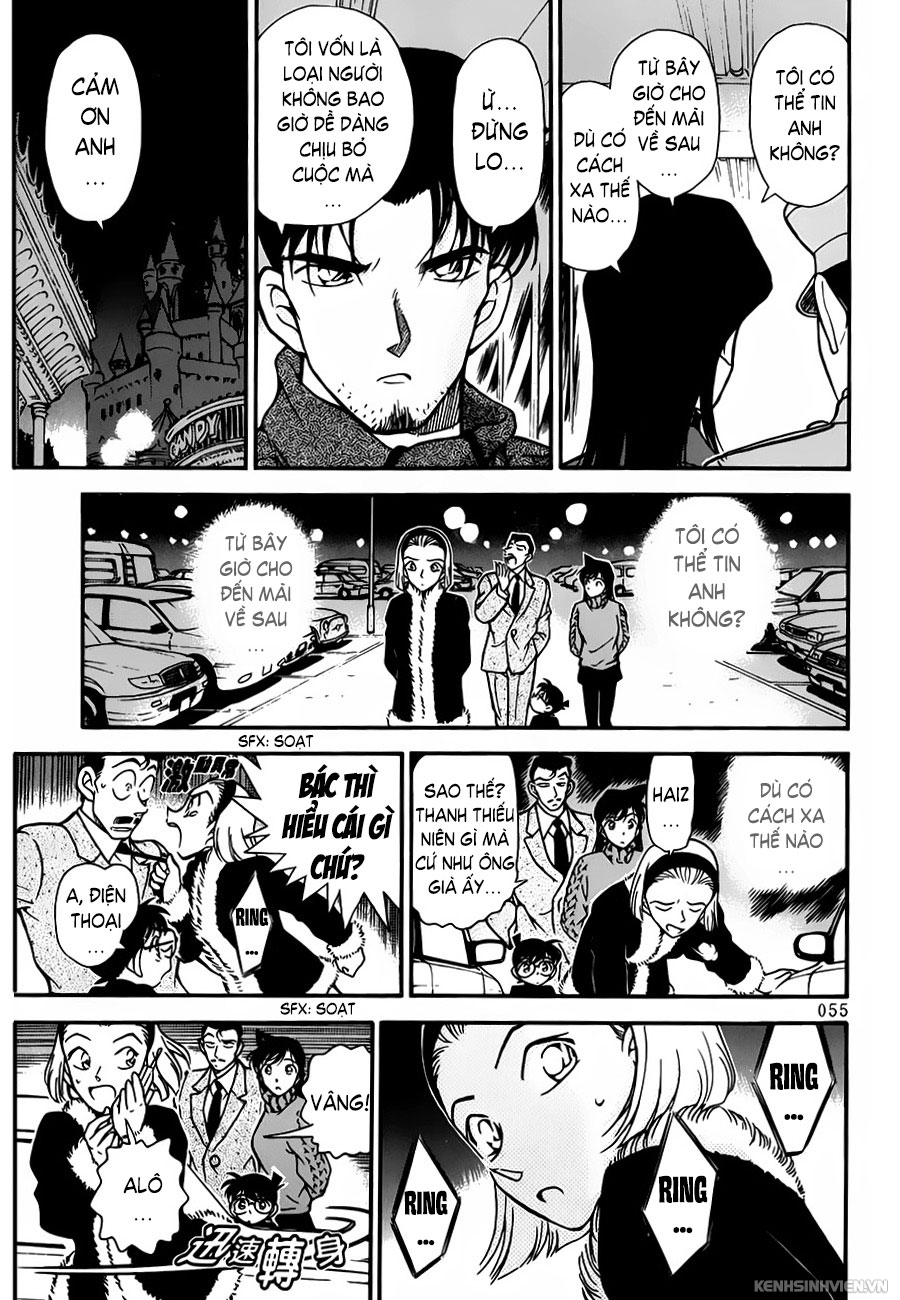 TÔI CÓ
THỂ TIN
ANH
KHÔNG?
TỪ BÂY
GIỜ CHO
ĐẾN MÃI
VỀ SAU
...
DÙ CÓ
CÁCH
XA THẾ
NÀO...
Ừ...
ĐỪNG
LO...
TÔI VỐN LÀ
LOẠI NGƯỜI
KHÔNG BAO
GIỜ DỄ DÀNG
CHỊU BỎ
CUỘC MÀ
...
CẢM
ƠN
ANH
...
CANDY
TÔI CÓ
THỂ TIN
ANH
KHÔNG?
TỪ BÂY
GIỜ CHO
ĐẾN MÃI
VỀ SAU
...
SFX: SOẠT
DÙ CÓ
CÁCH XA
THẾ NÀO
...
HAIZ
...
SAO THẾ?
THANH THIẾU
NIÊN GÌ MÀ
CỨ NHƯ ÔNG
GIÀ ẤY...
BÁC THÌ
HIỂU CÁI GÌ
CHỨ?
RING
...
A, ĐIỆN
THOẠI
...
SFX: SOẠT
055
RING
...
RING
...
RING
...
VÂNG!
ALÔ
...
迅速轉身
KENHSINHVIEN.VN